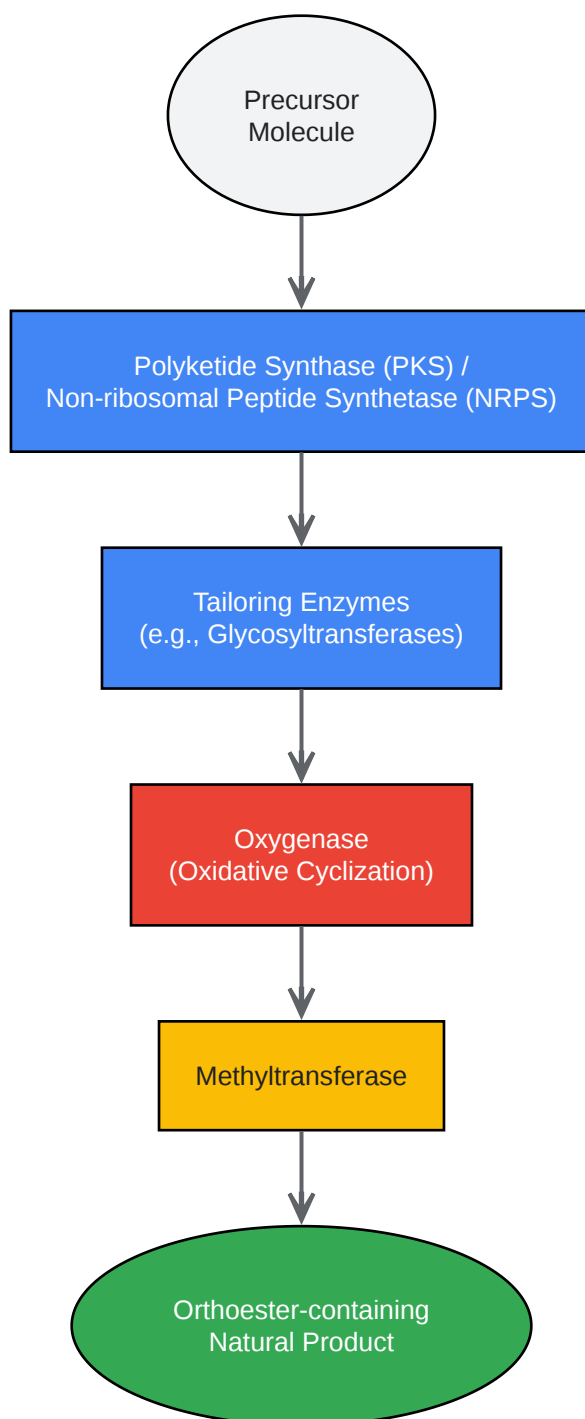 Precursor
Molecule
Polyketide Synthase (PKS) /
Non-ribosomal Peptide Synthetase (NRPS)
Tailoring Enzymes
(e.g., Glycosyltransferases)
Oxygenase
(Oxidative Cyclization)
Methyltransferase
Orthoester-containing
Natural Product